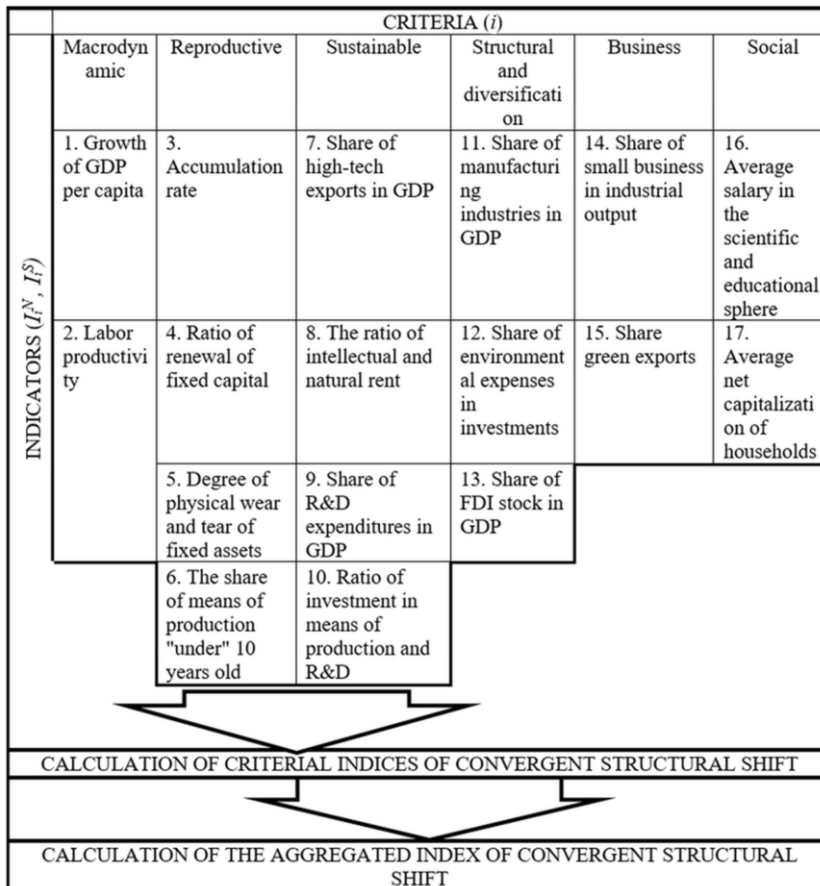 CRITERIA (i)
Macrodyn
amic
Reproductive
Sustainable
Structural
and
diversificati
on
Business
Social
INDICATORS (IᵢN, IᵢS)
1. Growth
of GDP
per capita
3.
Accumulation
rate
7. Share of
high-tech
exports in GDP
11. Share of
manufacturi
ng
industries in
GDP
14. Share of
small business
in industrial
output
16.
Average
salary in
the
scientific
and
educational
sphere
2. Labor
productivi
ty
4. Ratio of
renewal of
fixed capital
8. The ratio of
intellectual and
natural rent
12. Share of
environment
al expenses
in
investments
15. Share
green exports
17.
Average
net
capitalizati
on of
households
5. Degree of
physical wear
and tear of
fixed assets
9. Share of
R&D
expenditures in
GDP
13. Share of
FDI stock in
GDP
6. The share
of means of
production
"under" 10
years old
10. Ratio of
investment in
means of
production and
R&D
CALCULATION OF CRITERIAL INDICES OF CONVERGENT STRUCTURAL SHIFT
CALCULATION OF THE AGGREGATED INDEX OF CONVERGENT STRUCTURAL
SHIFT